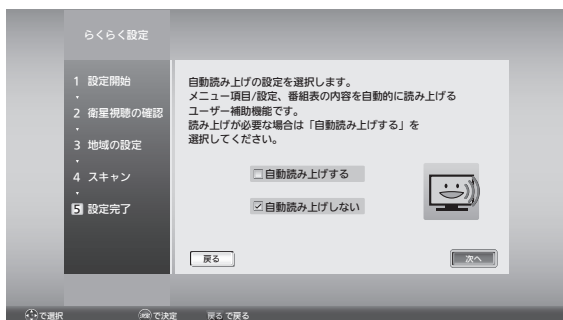 らくらく設定
1 設定開始
2 衛星視聴の確認
3 地域の設定
4 スキャン
5 設定完了
自動読み上げの設定を選択します。
メニュー項目/設定、番組表の内容を自動的に読み上げる
ユーザー補助機能です。
読み上げが必要な場合は「自動読み上げする」を
選択してください。
自動読み上げする
自動読み上げしない
戻る
次へ
で選択
で決定
戻る で戻る